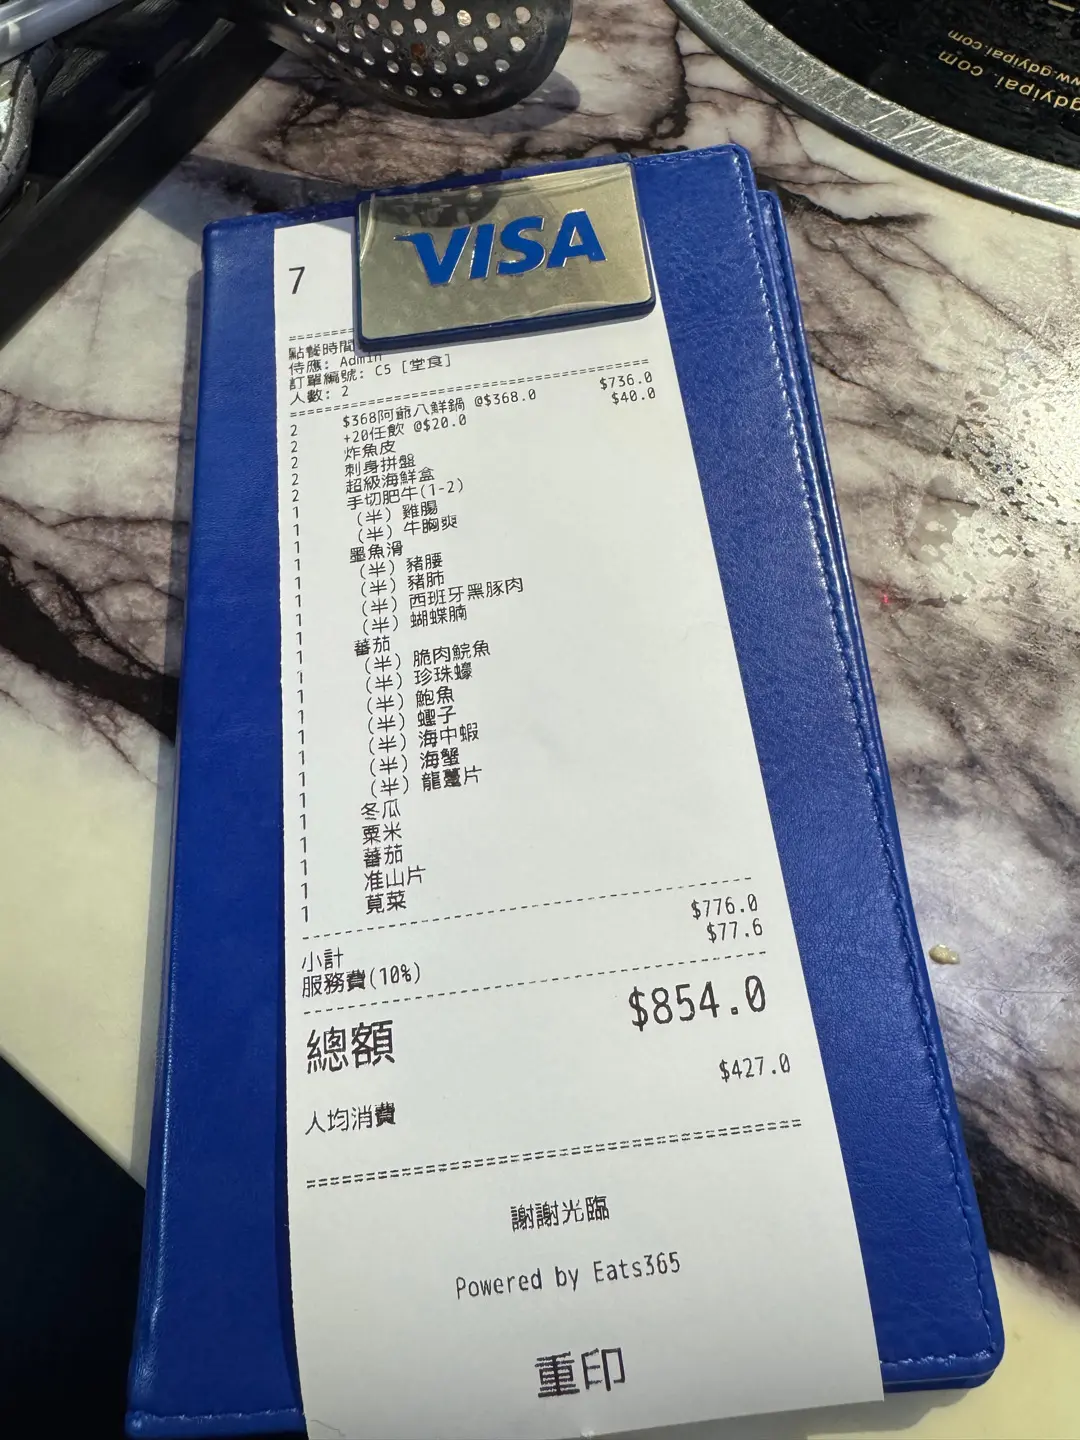 gdyipai.com
www.gdyipai.com
VISA
7
點餐時間
侍應: Admin
訂單編號: C5 [堂食]
人數: 2
2 $368阿爺八鮮鍋 @$368.0 $736.0
2 +20任飲 @$20.0 $40.0
2 炸魚皮
2 刺身拼盤
2 超級海鮮盒
1 手切肥牛(1-2)
1 (半) 雞腸
1 (半) 牛胸爽
1 墨魚滑
1 (半) 豬腰
1 (半) 豬肺
1 (半) 西班牙黑豚肉
1 (半) 蝴蝶腩
1 蕃茄
1 (半) 脆肉鯇魚
1 (半) 珍珠蠔
1 (半) 鮑魚
1 (半) 蟶子
1 (半) 海中蝦
1 (半) 海蟹
1 (半) 龍躉片
1 冬瓜
1 粟米
1 蕃茄
1 准山片
1 莧菜
小計 $776.0
服務費(10%) $77.6
總額 $854.0
人均消費 $427.0
謝謝光臨
Powered by Eats365
重印